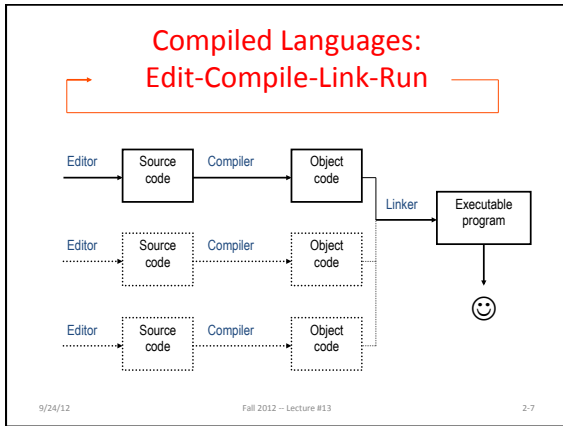 Compiled Languages:
Edit-Compile-Link-Run
Editor
Source
code
Compiler
Object
code
Linker
Executable
program
Editor
Source
code
Compiler
Object
code
Editor
Source
code
Compiler
Object
code
9/24/12
Fall 2012 -- Lecture #13
2-7